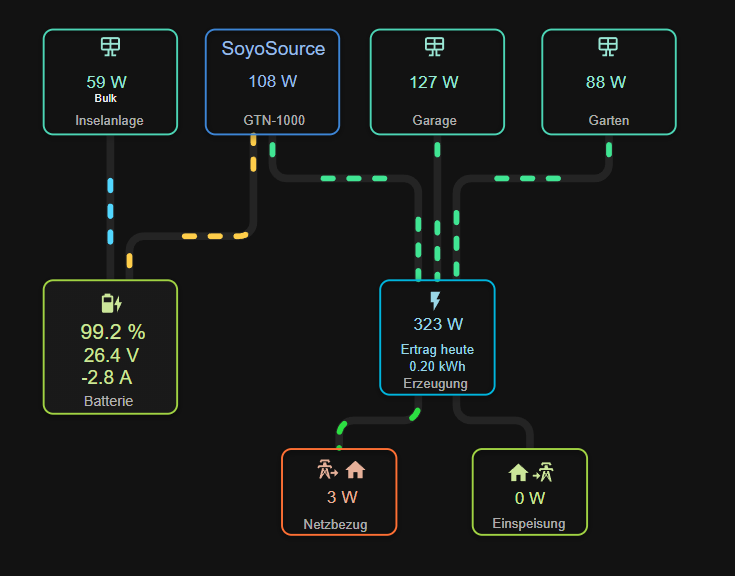 59 W
Bulk
Inselanlage
SoyoSource
108 W
GTN-1000
127 W
Garage
88 W
Garten
99.2 %
26.4 V
-2.8 A
Batterie
323 W
Ertrag heute
0.20 kWh
Erzeugung
3 W
Netzbezug
0 W
Einspeisung